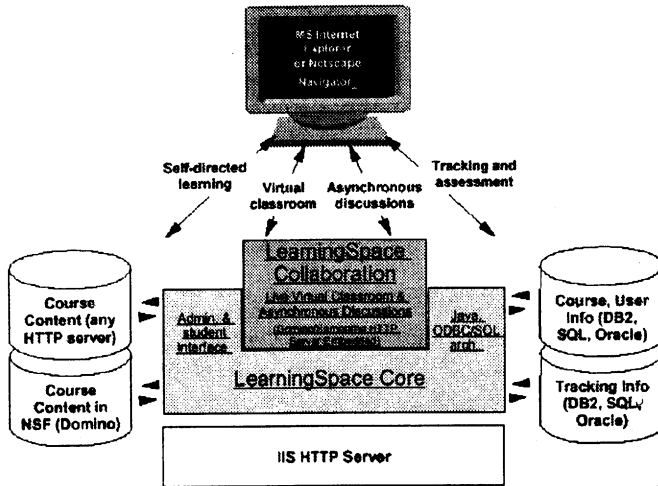 MS Internet
Explorer
or Netscape
Navigator_
Self-directed
learning
Virtual
classroom
Asynchronous
discussions
Tracking and
assessment
LearningSpace
Collaboration
Live Virtual Classroom &
Asynchronous Discussions
Admin. &
student
Interface
Java,
ODBC/SQL
arch.
LearningSpace Core
Course
Content (any
HTTP server)
Course
Content in
NSF (Domino)
Course, User
Info (DB2,
SQL, Oracle)
Tracking Info
(DB2, SQL,
Oracle)
IIS HTTP Server